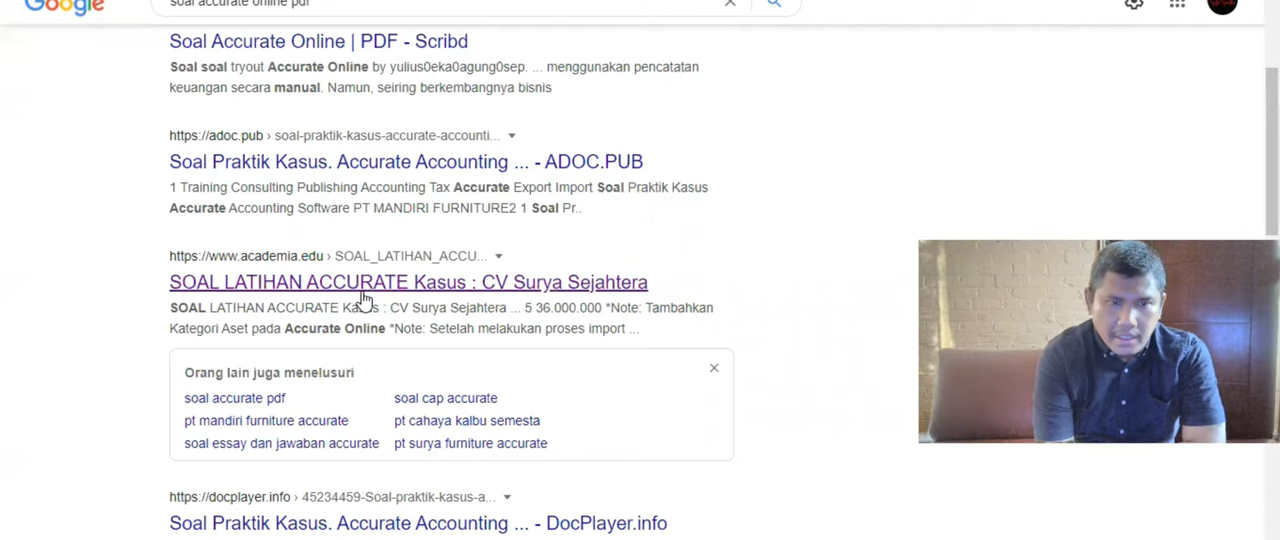 Google
soal accurate online pdf
Soal Accurate Online | PDF - Scribd
Soal soal tryout Accurate Online by yulius0eka0agung0sep. ... menggunakan pencatatan
keuangan secara manual. Namun, seiring berkembangnya bisnis
https://adoc.pub › soal-praktik-kasus-accurate-accounti...
Soal Praktik Kasus. Accurate Accounting ... - ADOC.PUB
1 Training Consulting Publishing Accounting Tax Accurate Export Import Soal Praktik Kasus
Accurate Accounting Software PT MANDIRI FURNITURE2 1 Soal Pr..
https://www.academia.edu › SOAL_LATIHAN_ACCU...
SOAL LATIHAN ACCURATE Kasus : CV Surya Sejahtera
SOAL LATIHAN ACCURATE Kasus : CV Surya Sejahtera ... 5 36.000.000 *Note: Tambahkan
Kategori Aset pada Accurate Online *Note: Setelah melakukan proses import ...
Orang lain juga menelusuri
soal accurate pdf
soal cap accurate
pt mandiri furniture accurate
pt cahaya kalbu semesta
soal essay dan jawaban accurate
pt surya furniture accurate
https://docplayer.info › 45234459-Soal-praktik-kasus-a...
Soal Praktik Kasus. Accurate Accounting ... - DocPlayer.info